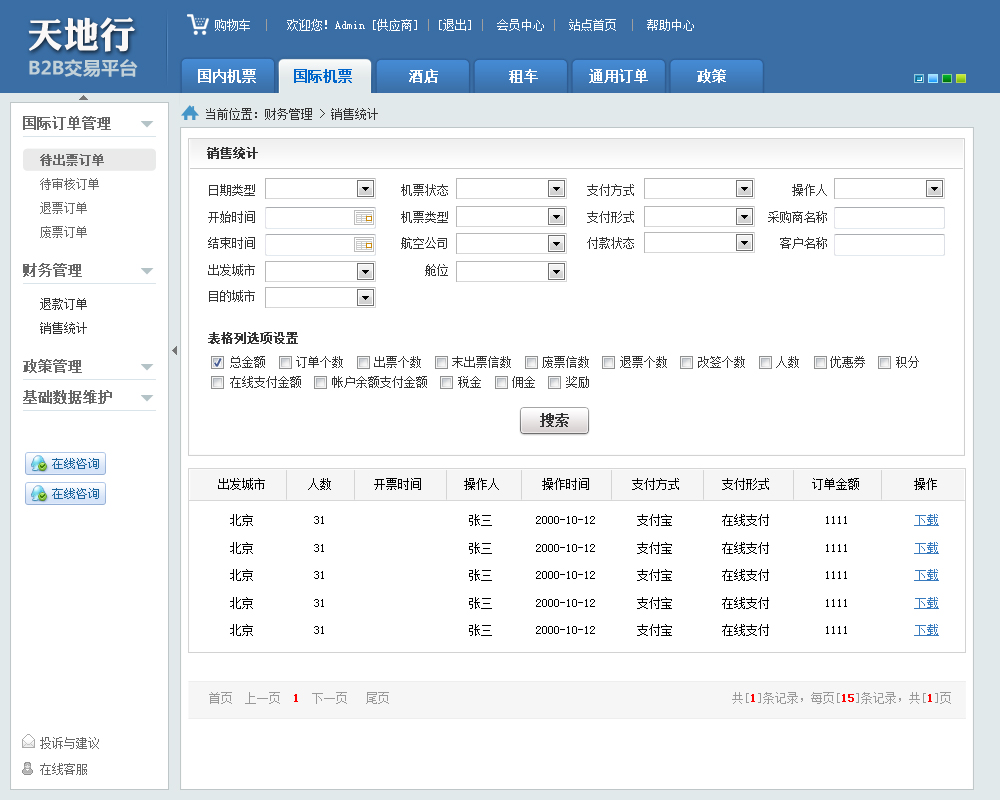 天地行
B2B交易平台
购物车 | 欢迎您! Admin [供应商] | [退出] | 会员中心 | 站点首页 | 帮助中心
国内机票 国际机票 酒店 租车 通用订单 政策
国际订单管理
待出票订单
待审核订单
退票订单
废票订单
财务管理
退款订单
销售统计
政策管理
基础数据维护
在线咨询
在线咨询
投诉与建议
在线客服
当前位置: 财务管理 > 销售统计
销售统计
日期类型 机票状态 支付方式 操作人
开始时间 机票类型 支付形式 采购商名称
结束时间 航空公司 付款状态 客户名称
出发城市 舱位
目的城市
表格列选项设置
总金额 订单个数 出票个数 末出票信数 废票信数 退票个数 改签个数 人数 优惠券 积分
在线支付金额 帐户余额支付金额 税金 佣金 奖励
搜索
出发城市 人数 开票时间 操作人 操作时间 支付方式 支付形式 订单金额 操作
北京 31 张三 2000-10-12 支付宝 在线支付 1111 下载
北京 31 张三 2000-10-12 支付宝 在线支付 1111 下载
北京 31 张三 2000-10-12 支付宝 在线支付 1111 下载
北京 31 张三 2000-10-12 支付宝 在线支付 1111 下载
北京 31 张三 2000-10-12 支付宝 在线支付 1111 下载
首页 上一页 1 下一页 尾页 共[1]条记录，每页[15]条记录，共[1]页